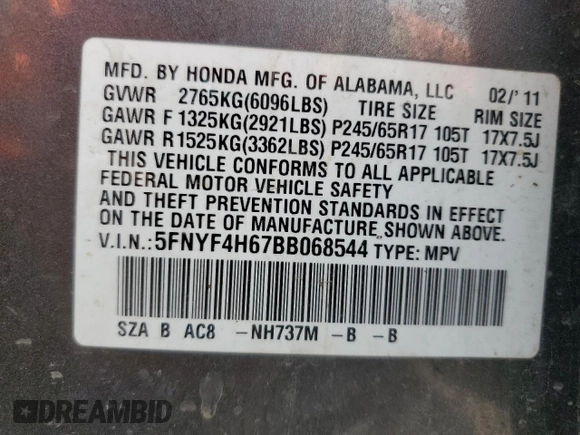 MFD. BY HONDA MFG. OF ALABAMA, LLC 02/'11
GVWR 2765KG(6096LBS) TIRE SIZE RIM SIZE
GAWR F 1325KG(2921LBS) P245/65R17 105T 17X7.5J
GAWR R1525KG(3362LBS) P245/65R17 105T 17X7.5J
THIS VEHICLE CONFORMS TO ALL APPLICABLE
FEDERAL MOTOR VEHICLE SAFETY
AND THEFT PREVENTION STANDARDS IN EFFECT
ON THE DATE OF MANUFACTURE SHOWN ABOVE.
V.I.N.:5FNYF4H67BB068544 TYPE: MPV
SZA B AC8 -NH737M -B -B
DREAMBID